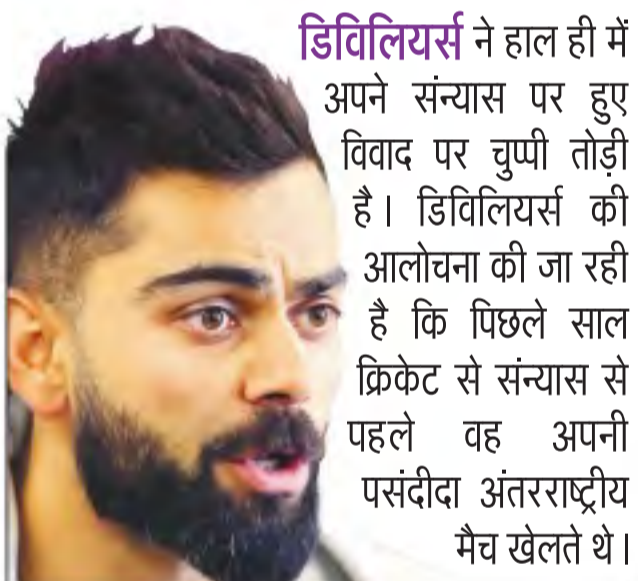 डिविलियर्स ने हाल ही में
अपने संन्यास पर हुए
विवाद पर चुप्पी तोड़ी
है। डिविलियर्स की
आलोचना की जा रही
है कि पिछले साल
क्रिकेट से संन्यास से
पहले वह अपनी
पसंदीदा अंतरराष्ट्रीय
मैच खेलते थे।